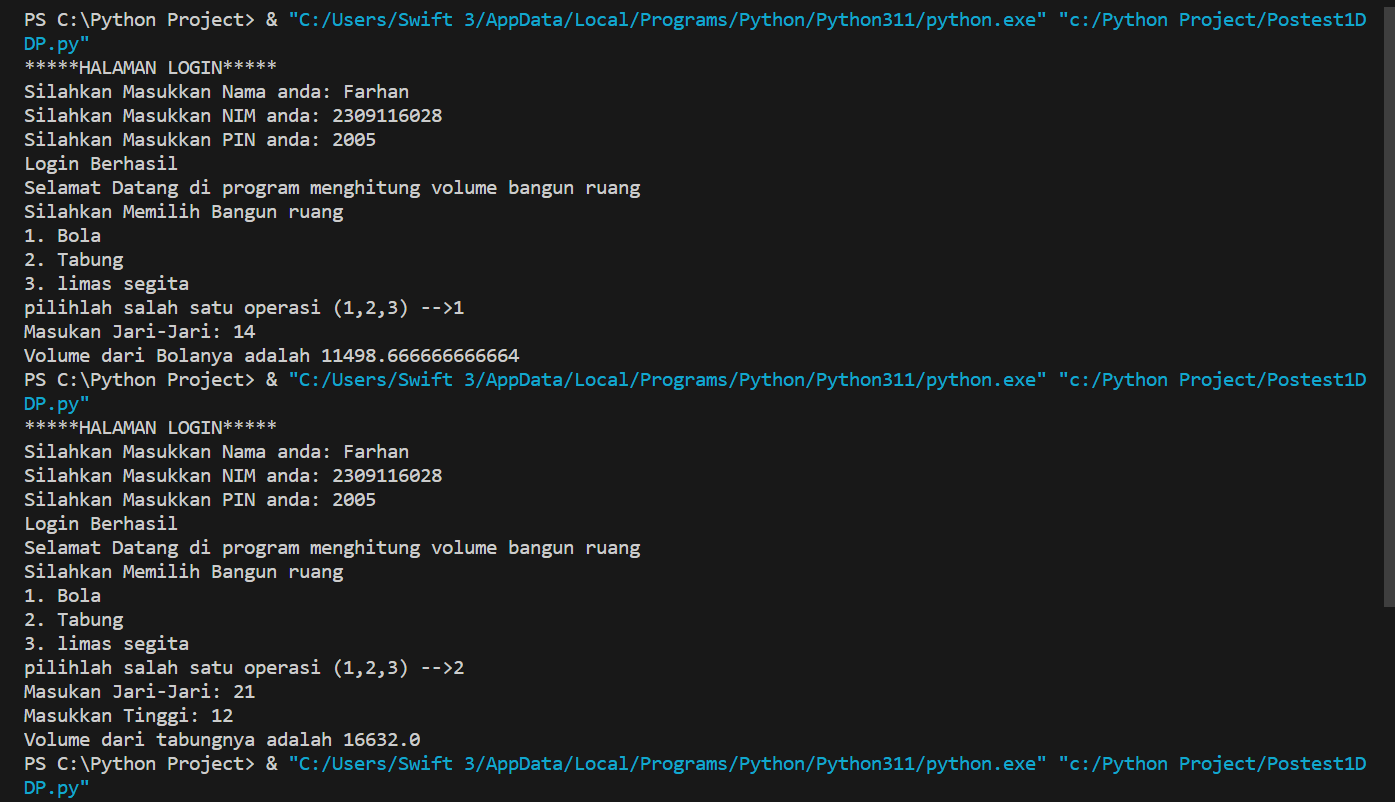 PS C:\Python Project> & "C:/Users/Swift 3/AppData/Local/Programs/Python/Python311/python.exe" "c:/Python Project/Postest1D
DP.py"
*****HALAMAN LOGIN*****
Silahkan Masukkan Nama anda: Farhan
Silahkan Masukkan NIM anda: 2309116028
Silahkan Masukkan PIN anda: 2005
Login Berhasil
Selamat Datang di program menghitung volume bangun ruang
Silahkan Memilih Bangun ruang
1. Bola
2. Tabung
3. limas segita
pilihlah salah satu operasi (1,2,3) -->1
Masukan Jari-Jari: 14
Volume dari Bolanya adalah 11498.666666666664
PS C:\Python Project> & "C:/Users/Swift 3/AppData/Local/Programs/Python/Python311/python.exe" "c:/Python Project/Postest1D
DP.py"
*****HALAMAN LOGIN*****
Silahkan Masukkan Nama anda: Farhan
Silahkan Masukkan NIM anda: 2309116028
Silahkan Masukkan PIN anda: 2005
Login Berhasil
Selamat Datang di program menghitung volume bangun ruang
Silahkan Memilih Bangun ruang
1. Bola
2. Tabung
3. limas segita
pilihlah salah satu operasi (1,2,3) -->2
Masukan Jari-Jari: 21
Masukkan Tinggi: 12
Volume dari tabungnya adalah 16632.0
PS C:\Python Project> & "C:/Users/Swift 3/AppData/Local/Programs/Python/Python311/python.exe" "c:/Python Project/Postest1D
DP.py"